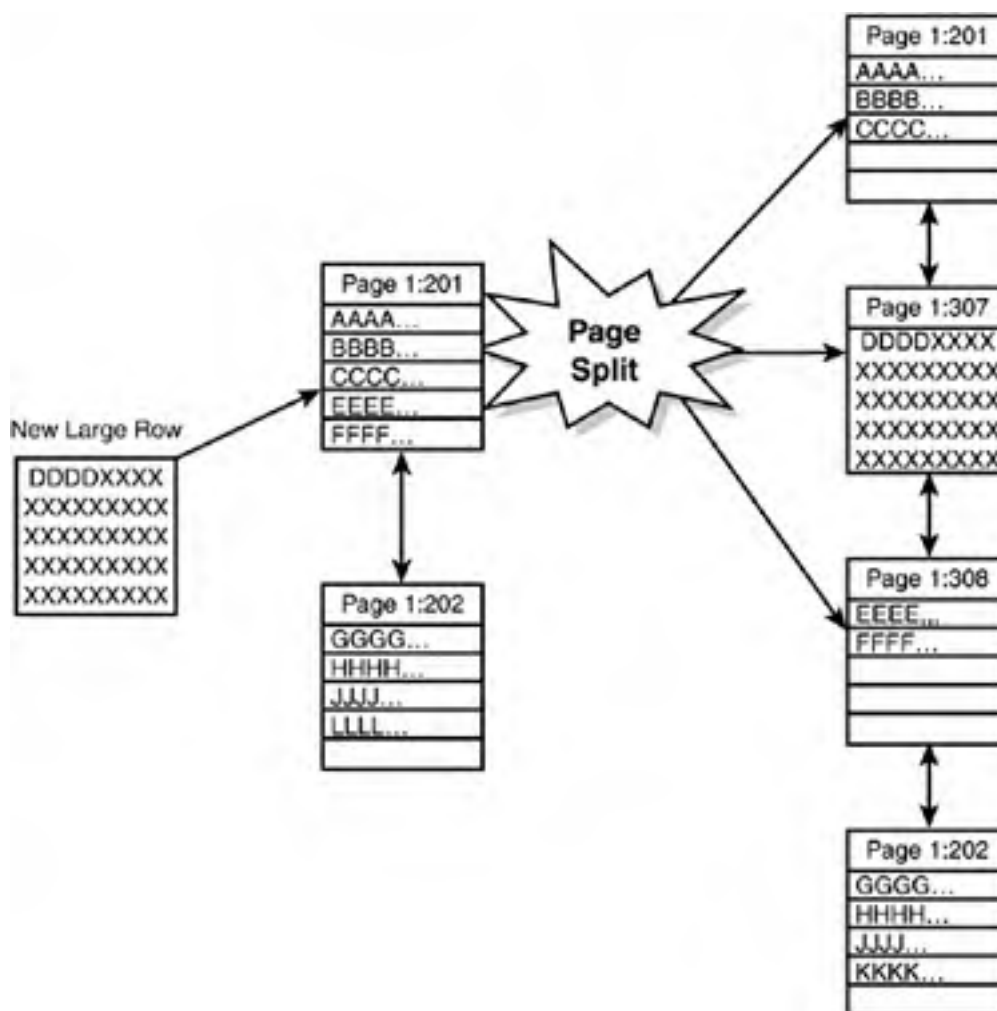 New Large Row
DDDDXXXX
XXXXXXXXX
XXXXXXXXX
XXXXXXXXX
XXXXXXXXX
Page 1:201
AAAA...
BBBB...
CCCC...
EEEE...
FFFF...
Page 1:202
GGGG...
HHHH...
JJJJ...
LLLL...
Page
Split
Page 1:201
AAAA...
BBBB...
CCCC...
Page 1:307
DDDDXXXX
XXXXXXXXX
XXXXXXXXX
XXXXXXXXX
XXXXXXXXX
Page 1:308
EEEE...
FFFF...
Page 1:202
GGGG...
HHHH...
JJJJ...
KKKK...